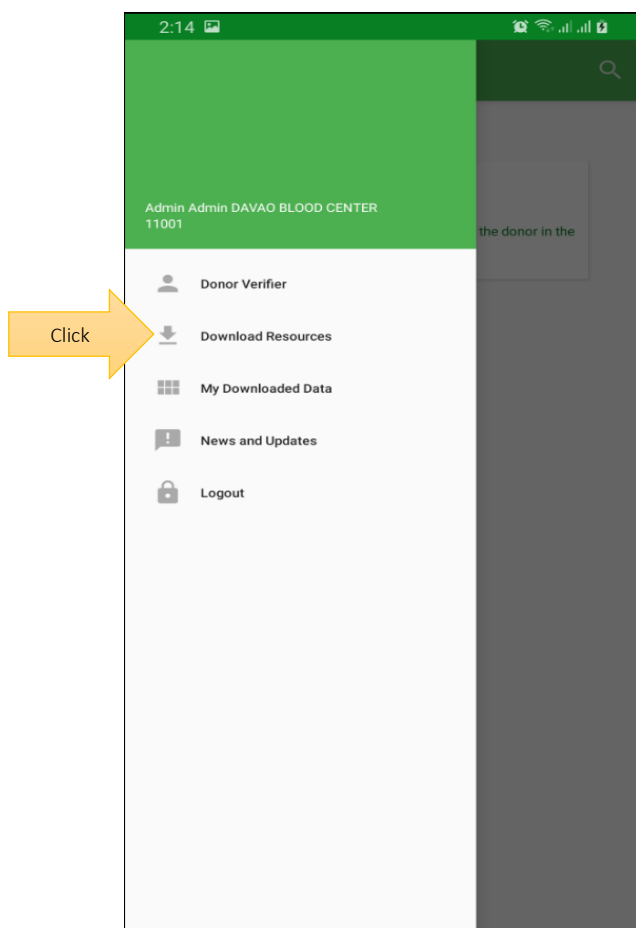 2:14
Admin Admin DAVAO BLOOD CENTER
11001
the donor in the
Donor Verifier
Click
Download Resources
My Downloaded Data
News and Updates
Logout